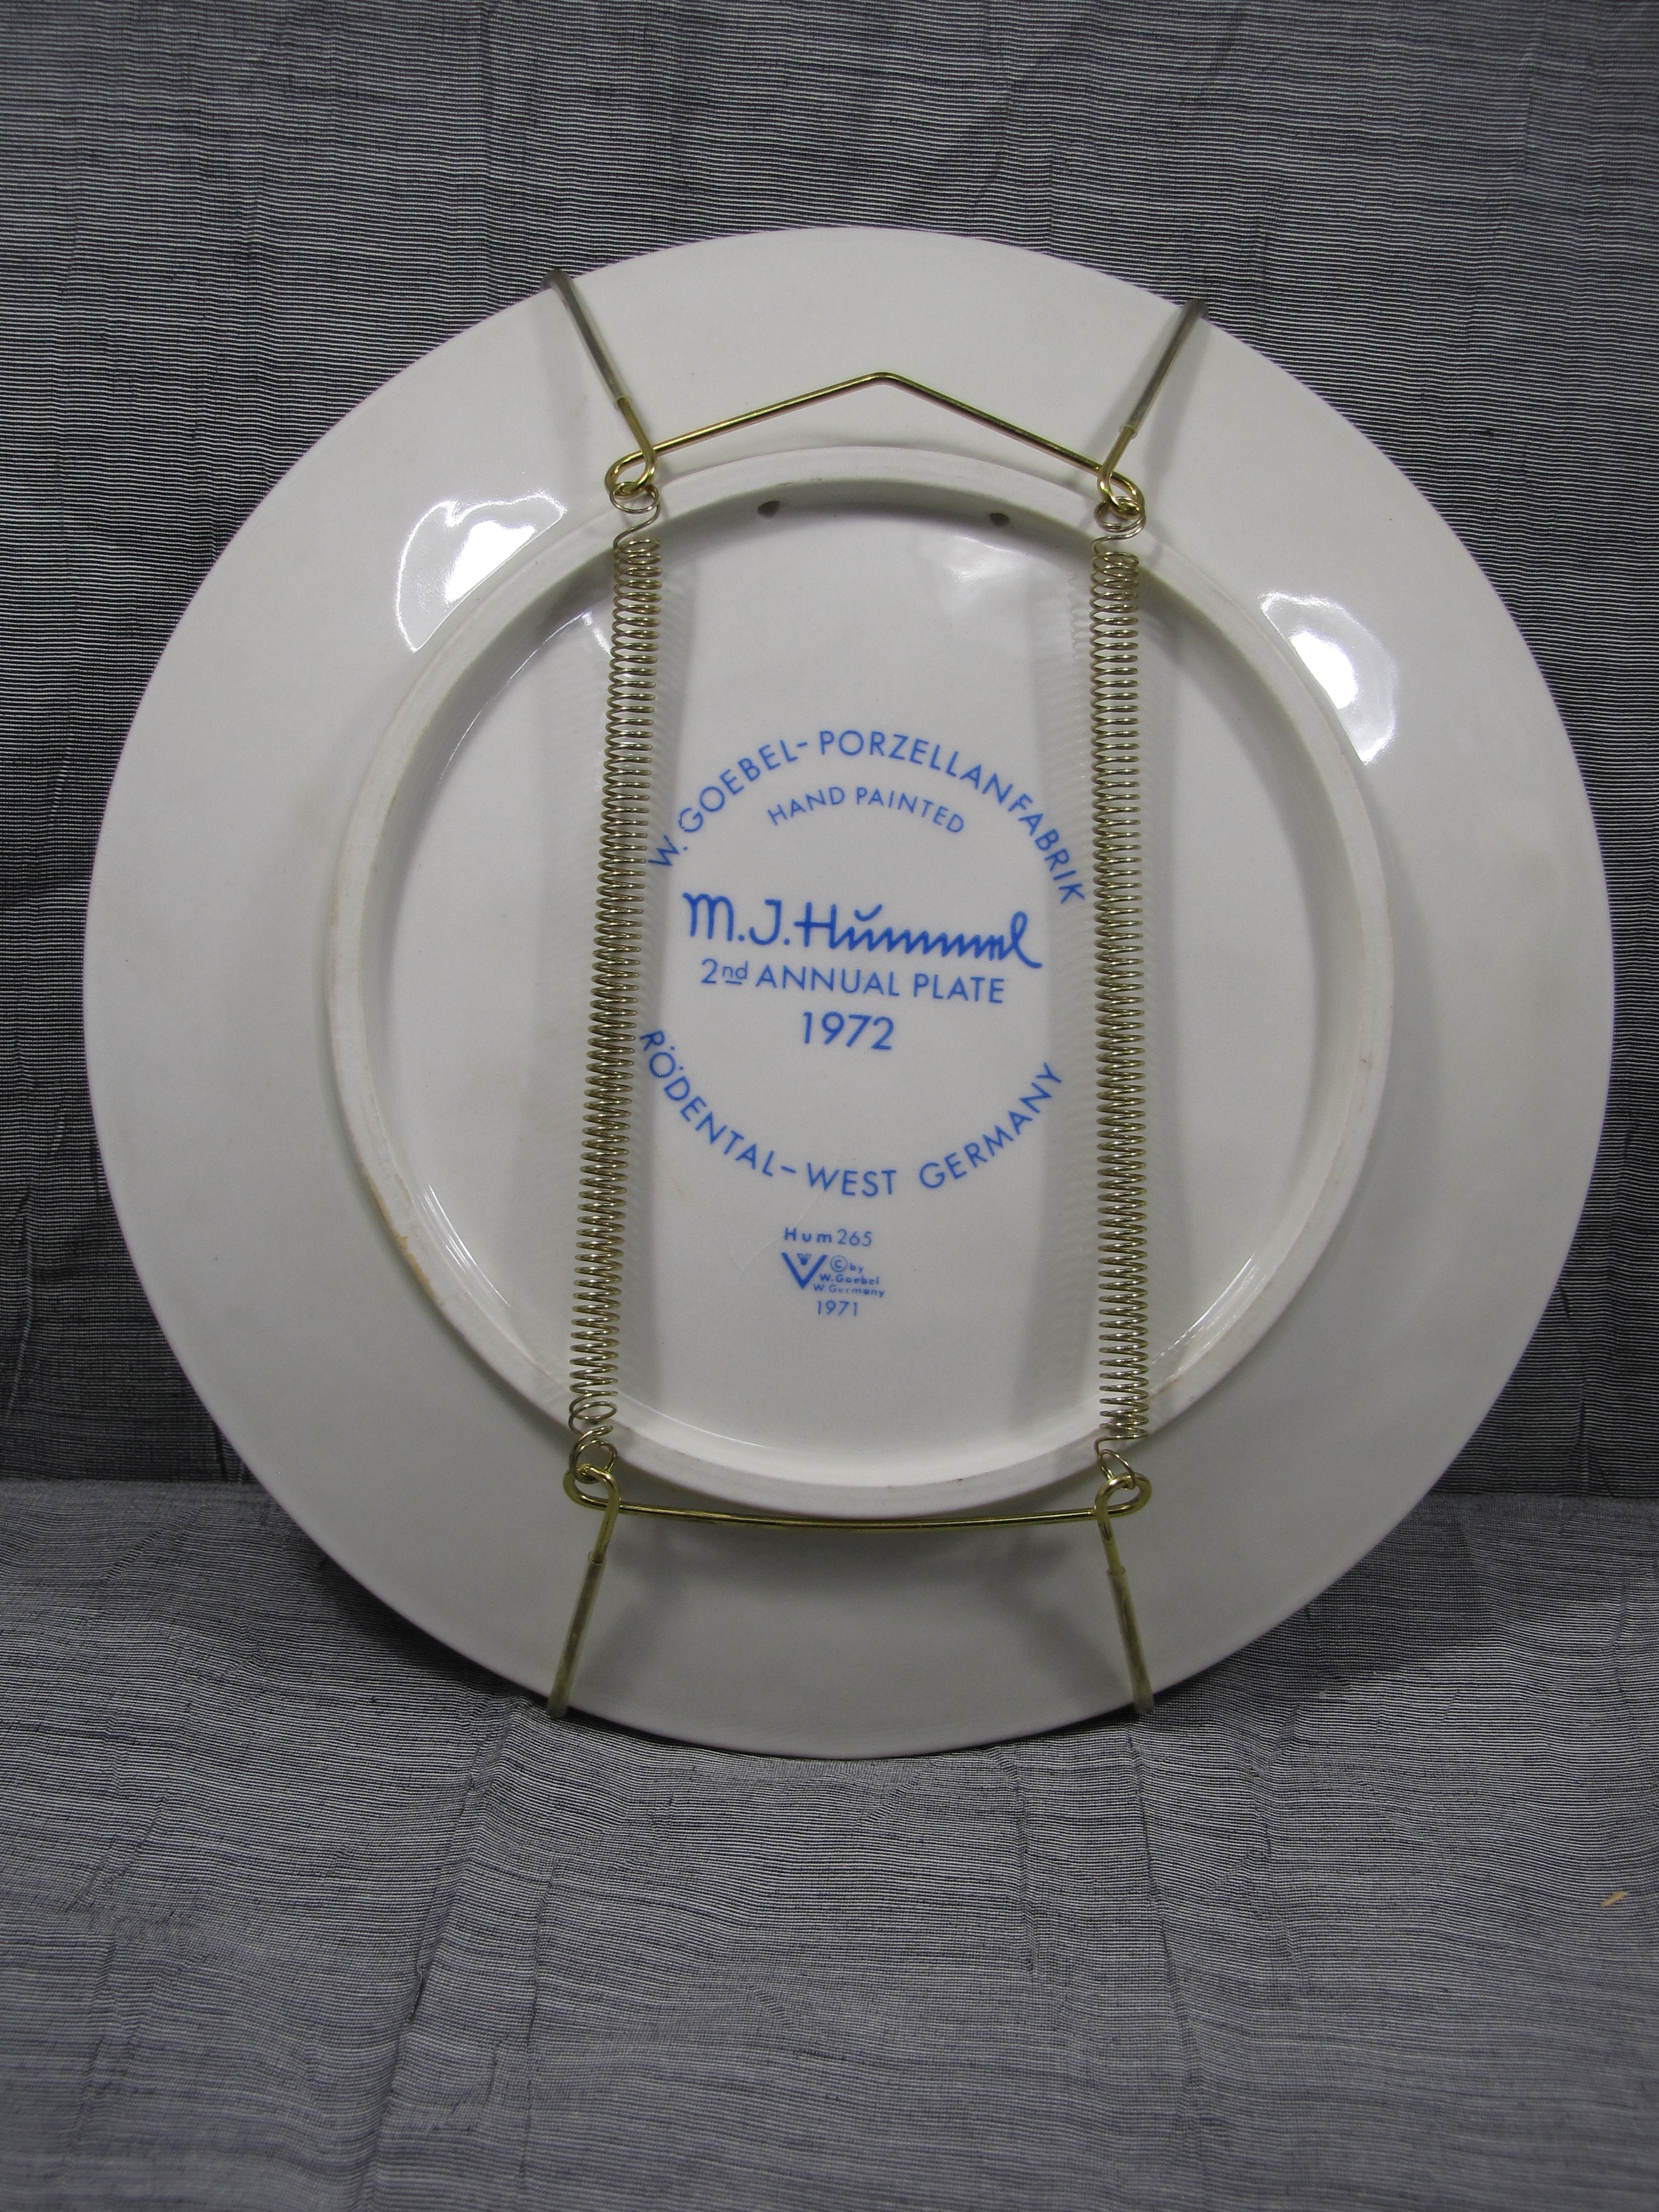 W. GOEBEL-PORZELLANFABRIK
HAND PAINTED
M.J. Hummel
2nd ANNUAL PLATE
1972
RÖDENTAL-WEST GERMANY
Hum 265
© by
W. Goebel
W. Germany
1971